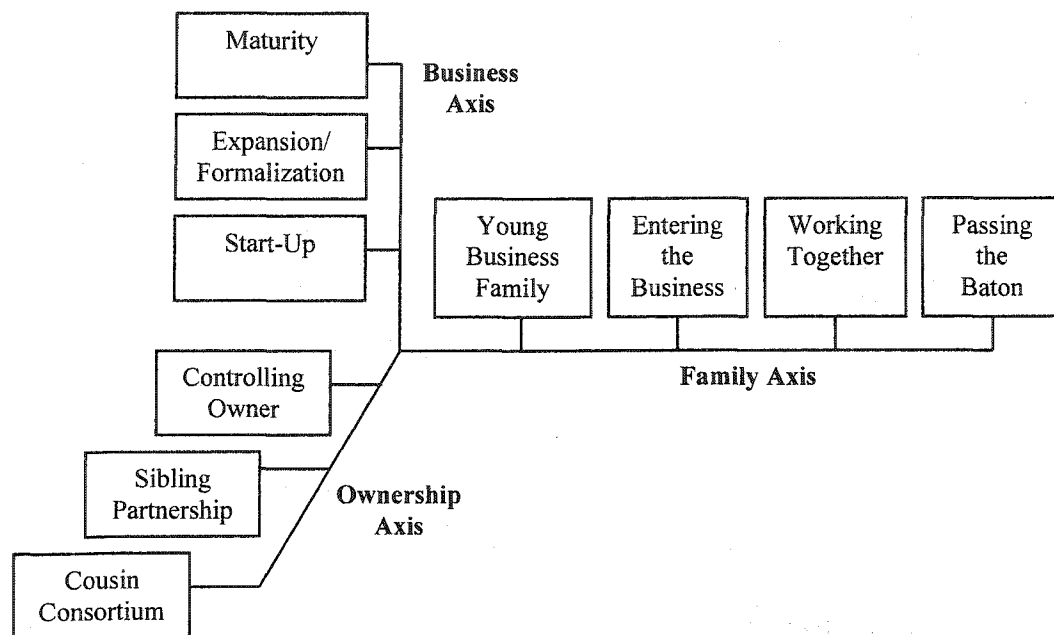 Maturity
Business
Axis
Expansion/
Formalization
Start-Up
Young
Business
Family
Entering
the
Business
Working
Together
Passing
the
Baton
Family Axis
Controlling
Owner
Sibling
Partnership
Ownership
Axis
Cousin
Consortium